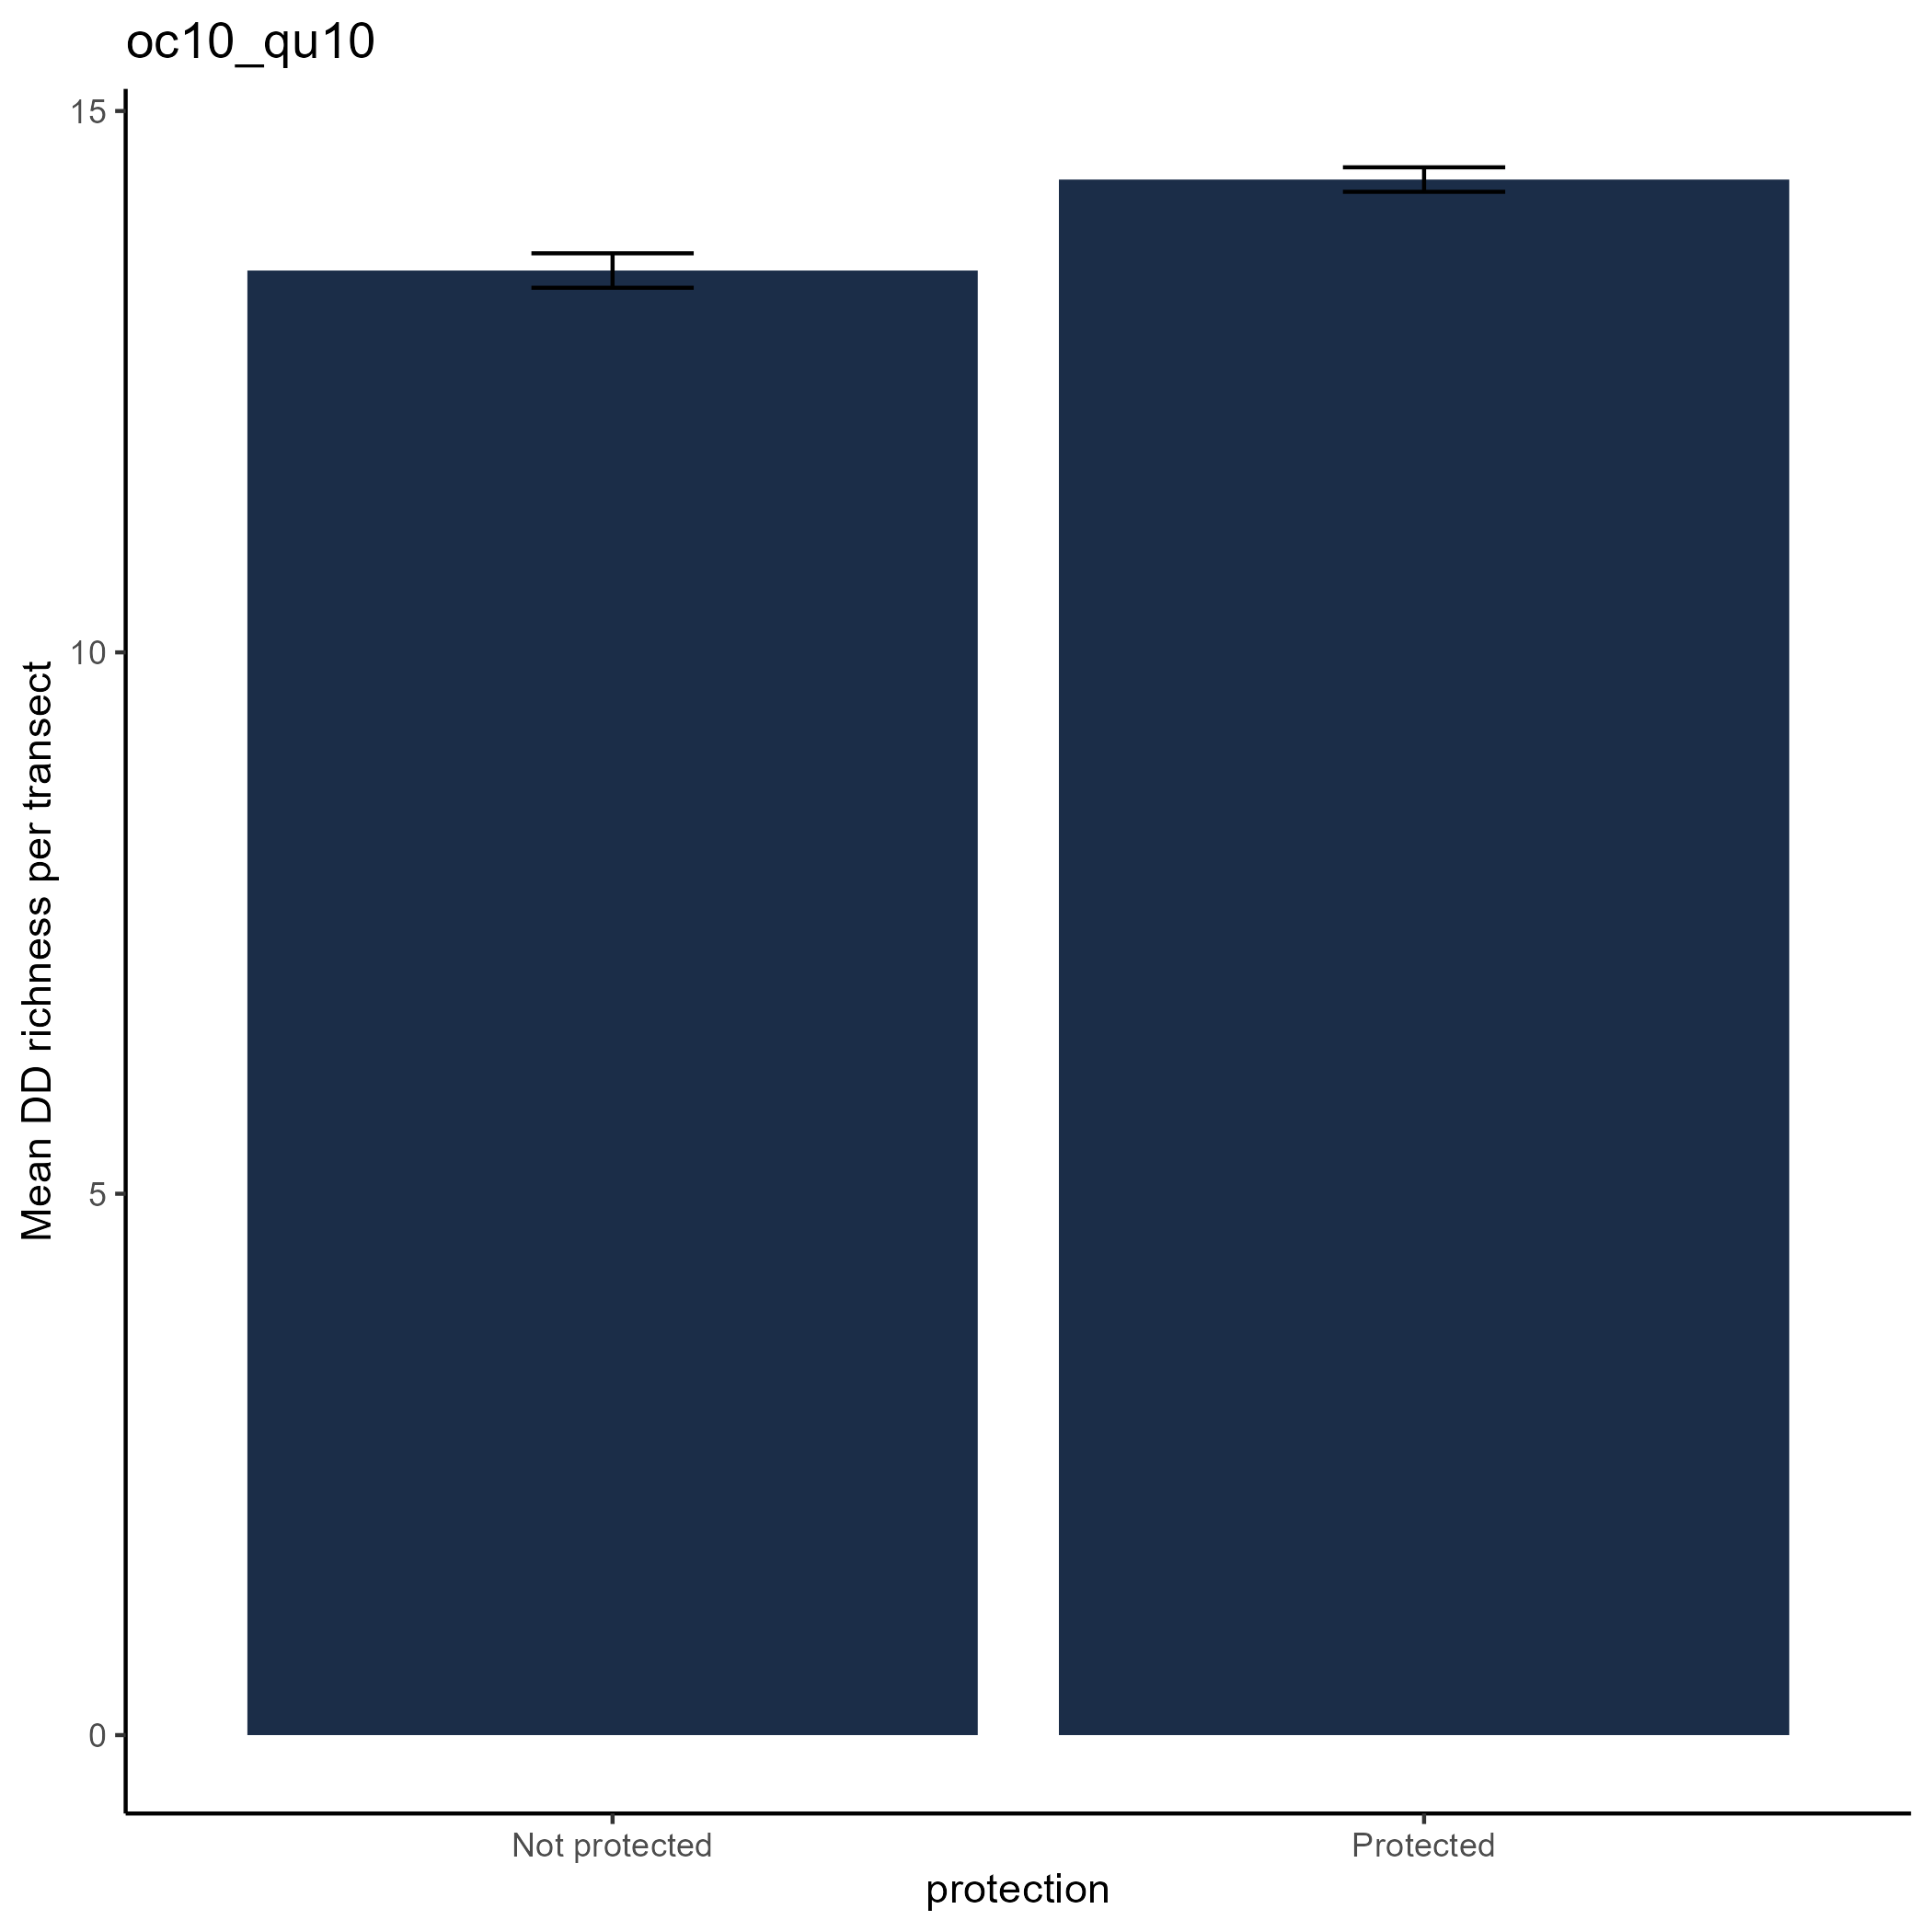 oc10_qu10
15
10
5
0
Mean DD richness per transect
Not protected
Protected
protection